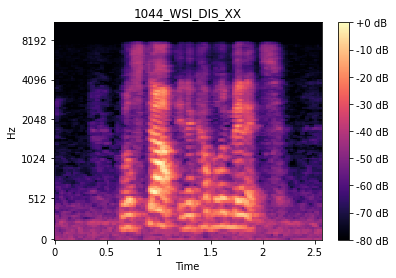 1044_WSI_DIS_XX
+0 dB
8192
-10 dB
-20 dB
4096
-30 dB
Hz
2048
-40 dB
1024
-50 dB
512
-60 dB
-70 dB
0
-80 dB
0 0.5 1 1.5 2 2.5
Time